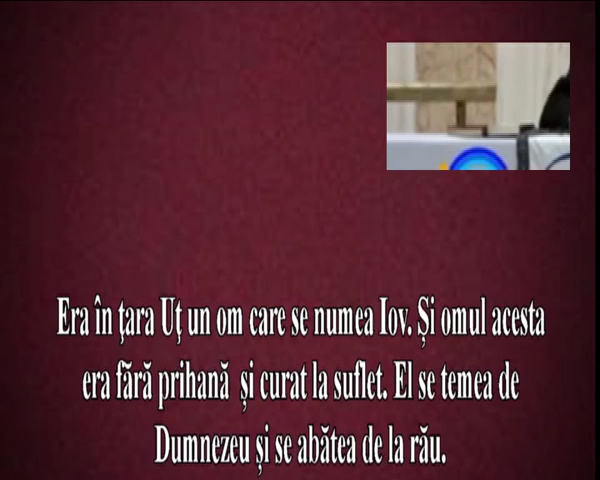 Era în țara Uț un om care se numea Iov. Și omul acesta
era fără prihană și curat la suflet. El se temea de
Dumnezeu și se abătea de la rău.